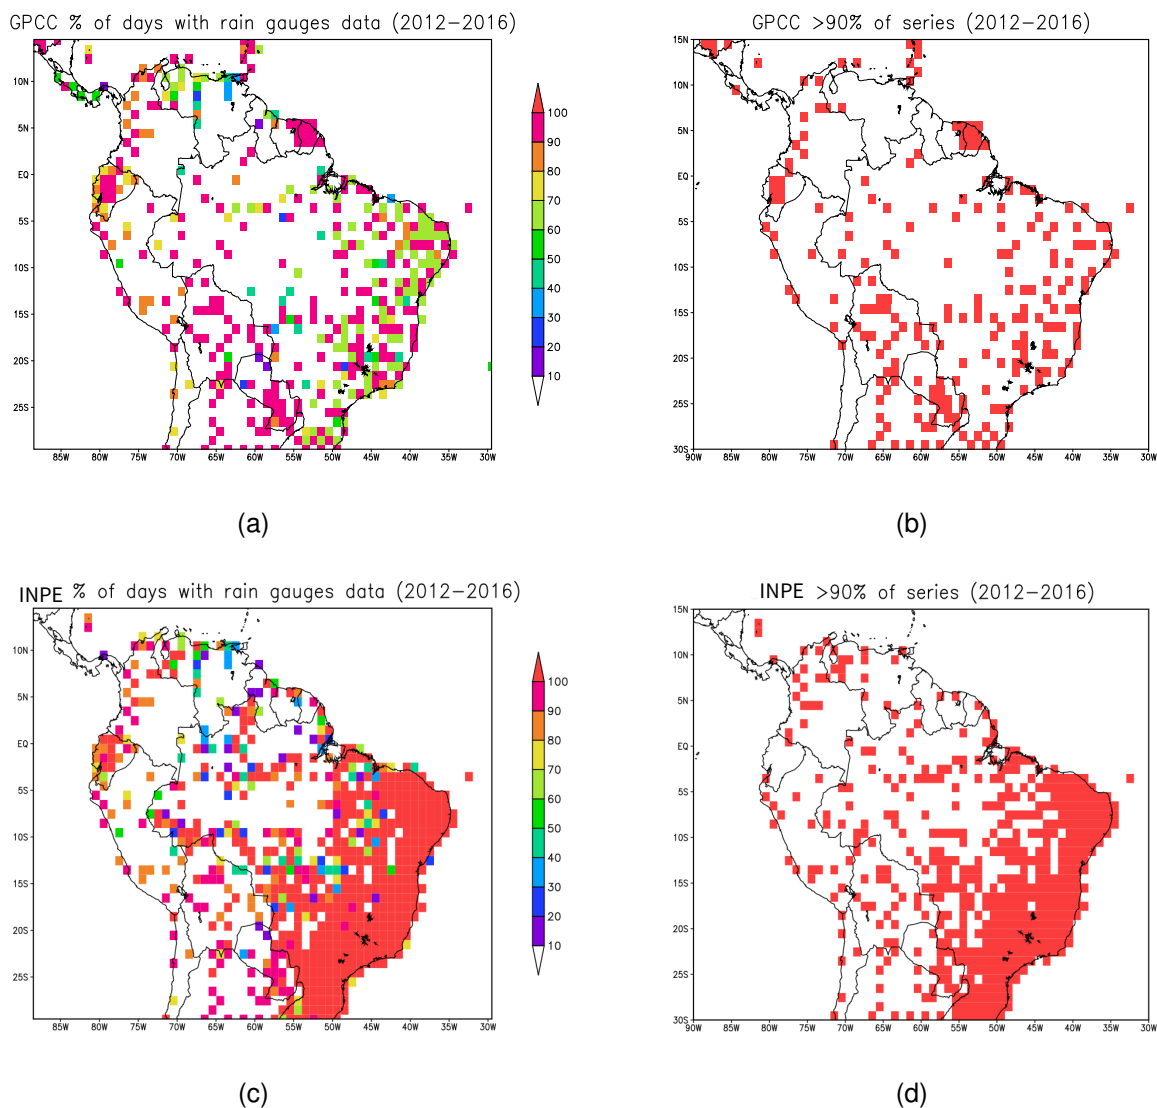 GPCC % of days with rain gauges data (2012–2016)
10N
5N
EQ
5S
10S
15S
20S
25S
85W 80W 75W 70W 65W 60W 55W 50W 45W 40W 35W 30W
100
90
80
70
60
50
40
30
20
10
(a)
GPCC >90% of series (2012–2016)
15N
10N
5N
EQ
5S
10S
15S
20S
25S
30S
90W 85W 80W 75W 70W 65W 60W 55W 50W 45W 40W 35W 30W
(b)
INPE % of days with rain gauges data (2012–2016)
10N
5N
EQ
5S
10S
15S
20S
25S
85W 80W 75W 70W 65W 60W 55W 50W 45W 40W 35W 30W
100
90
80
70
60
50
40
30
20
10
(c)
INPE >90% of series (2012–2016)
15N
10N
5N
EQ
5S
10S
15S
20S
25S
30S
90W 85W 80W 75W 70W 65W 60W 55W 50W 45W 40W 35W 30W
(d)